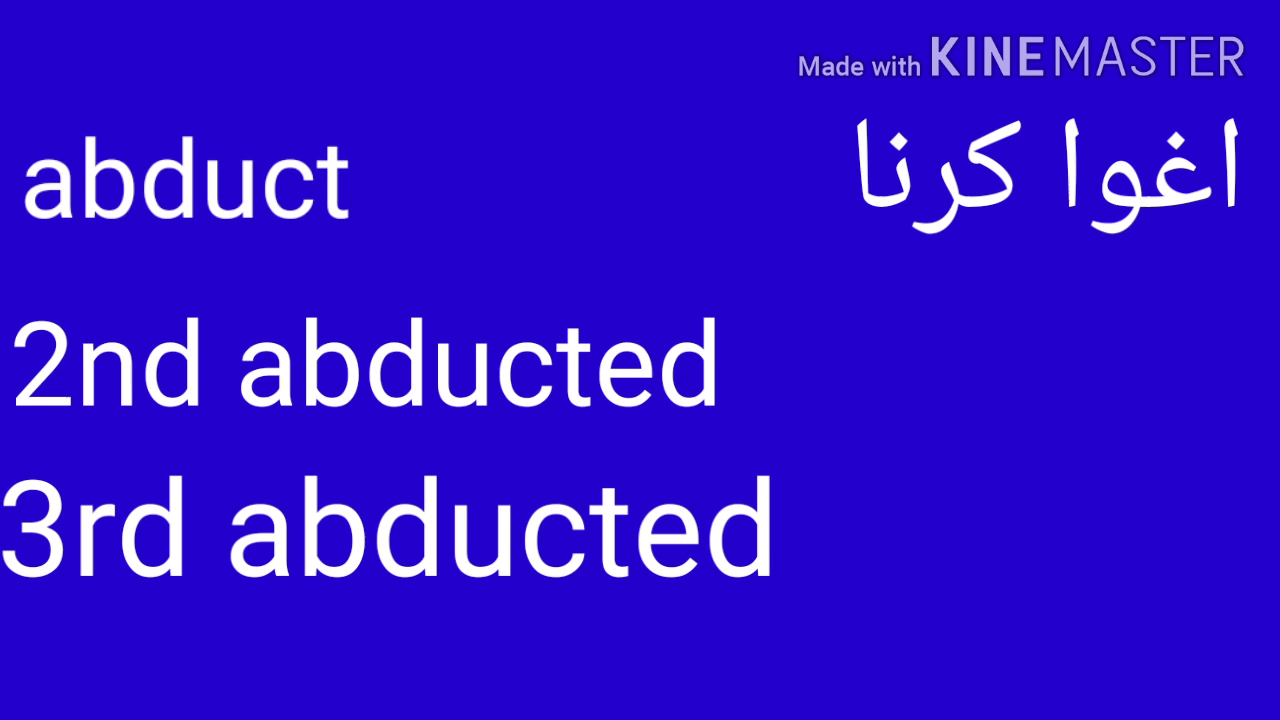 Made with KINEMASTER
abduct اغوا کرنا
2nd abducted
3rd abducted